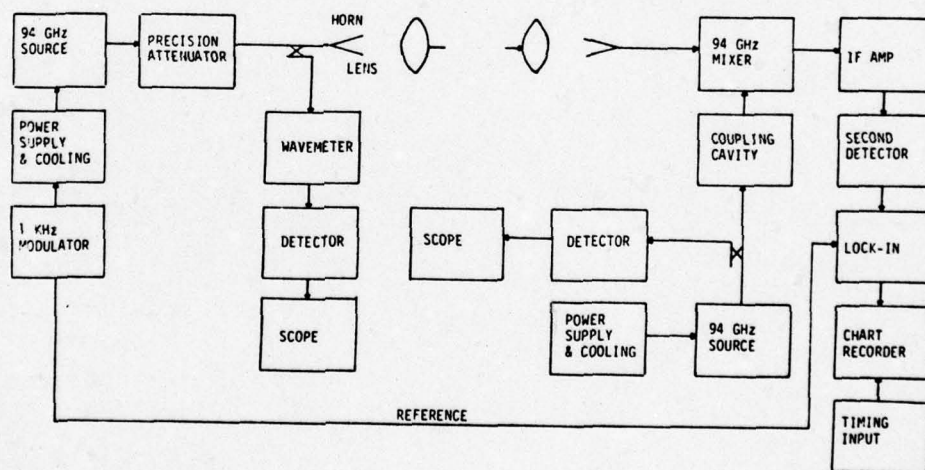 94 GHz
SOURCE
PRECISION
ATTENUATOR
HORN
LENS
94 GHz
MIXER
IF AMP
POWER
SUPPLY
& COOLING
WAVEMETER
COUPLING
CAVITY
SECOND
DETECTOR
1 KHz
MODULATOR
DETECTOR
SCOPE
DETECTOR
LOCK-IN
SCOPE
POWER
SUPPLY
& COOLING
94 GHz
SOURCE
CHART
RECORDER
REFERENCE
TIMING
INPUT